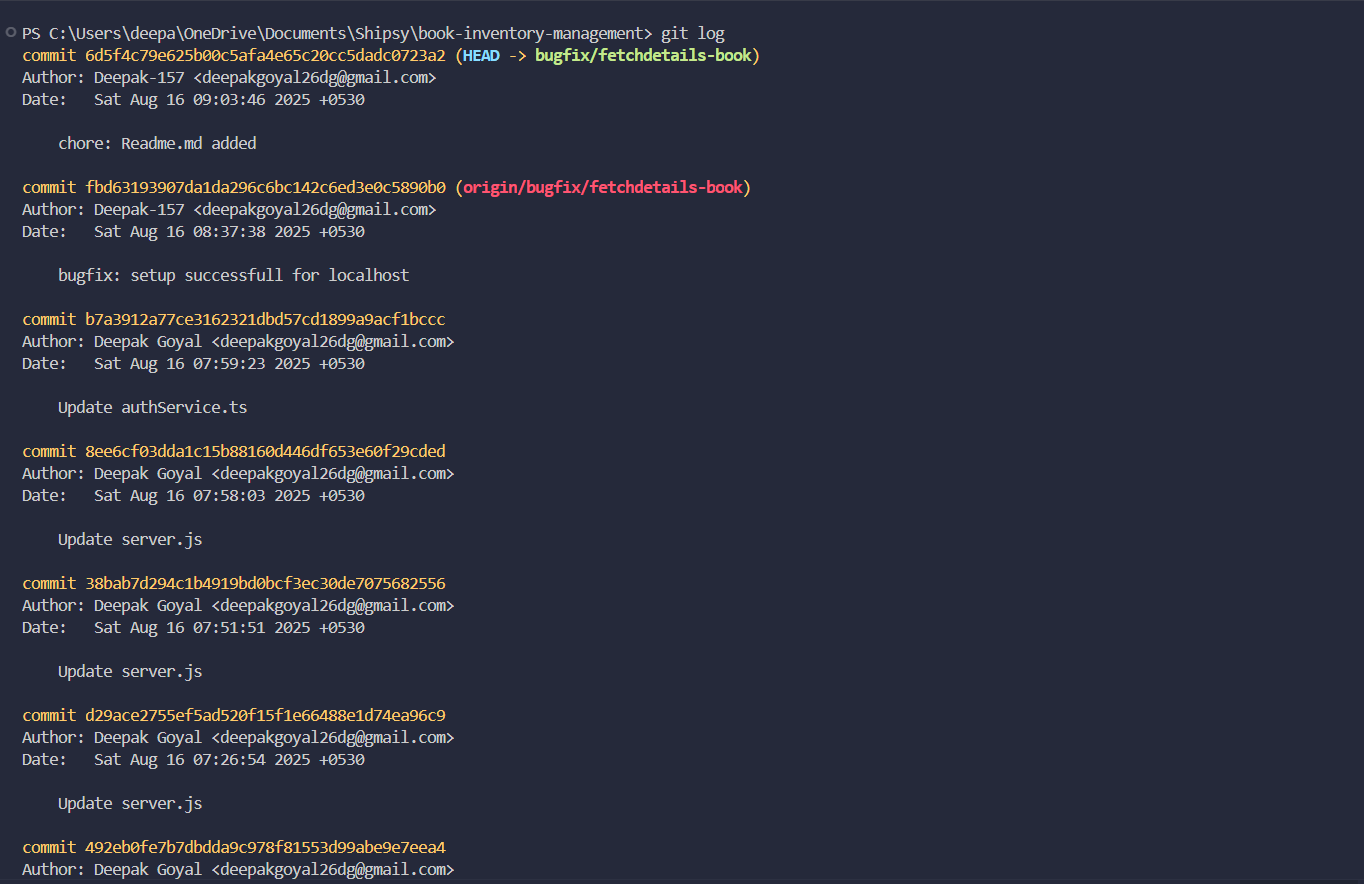 PS C:\Users\deepa\OneDrive\Documents\Shipsy\book-inventory-management> git log
commit 6d5f4c79e625b00c5afa4e65c20cc5dadc0723a2 (HEAD -> bugfix/fetchdetails-book)
Author: Deepak-157 <deepakgoyal26dg@gmail.com>
Date:   Sat Aug 16 09:03:46 2025 +0530
    chore: Readme.md added
commit fbd63193907da1da296c6bc142c6ed3e0c5890b0 (origin/bugfix/fetchdetails-book)
Author: Deepak-157 <deepakgoyal26dg@gmail.com>
Date:   Sat Aug 16 08:37:38 2025 +0530
    bugfix: setup successfull for localhost
commit b7a3912a77ce3162321dbd57cd1899a9acf1bccc
Author: Deepak Goyal <deepakgoyal26dg@gmail.com>
Date:   Sat Aug 16 07:59:23 2025 +0530
    Update authService.ts
commit 8ee6cf03dda1c15b88160d446df653e60f29cded
Author: Deepak Goyal <deepakgoyal26dg@gmail.com>
Date:   Sat Aug 16 07:58:03 2025 +0530
    Update server.js
commit 38bab7d294c1b4919bd0bcf3ec30de7075682556
Author: Deepak Goyal <deepakgoyal26dg@gmail.com>
Date:   Sat Aug 16 07:51:51 2025 +0530
    Update server.js
commit d29ace2755ef5ad520f15f1e66488e1d74ea96c9
Author: Deepak Goyal <deepakgoyal26dg@gmail.com>
Date:   Sat Aug 16 07:26:54 2025 +0530
    Update server.js
commit 492eb0fe7b7dbdda9c978f81553d99abe9e7eea4
Author: Deepak Goyal <deepakgoyal26dg@gmail.com>